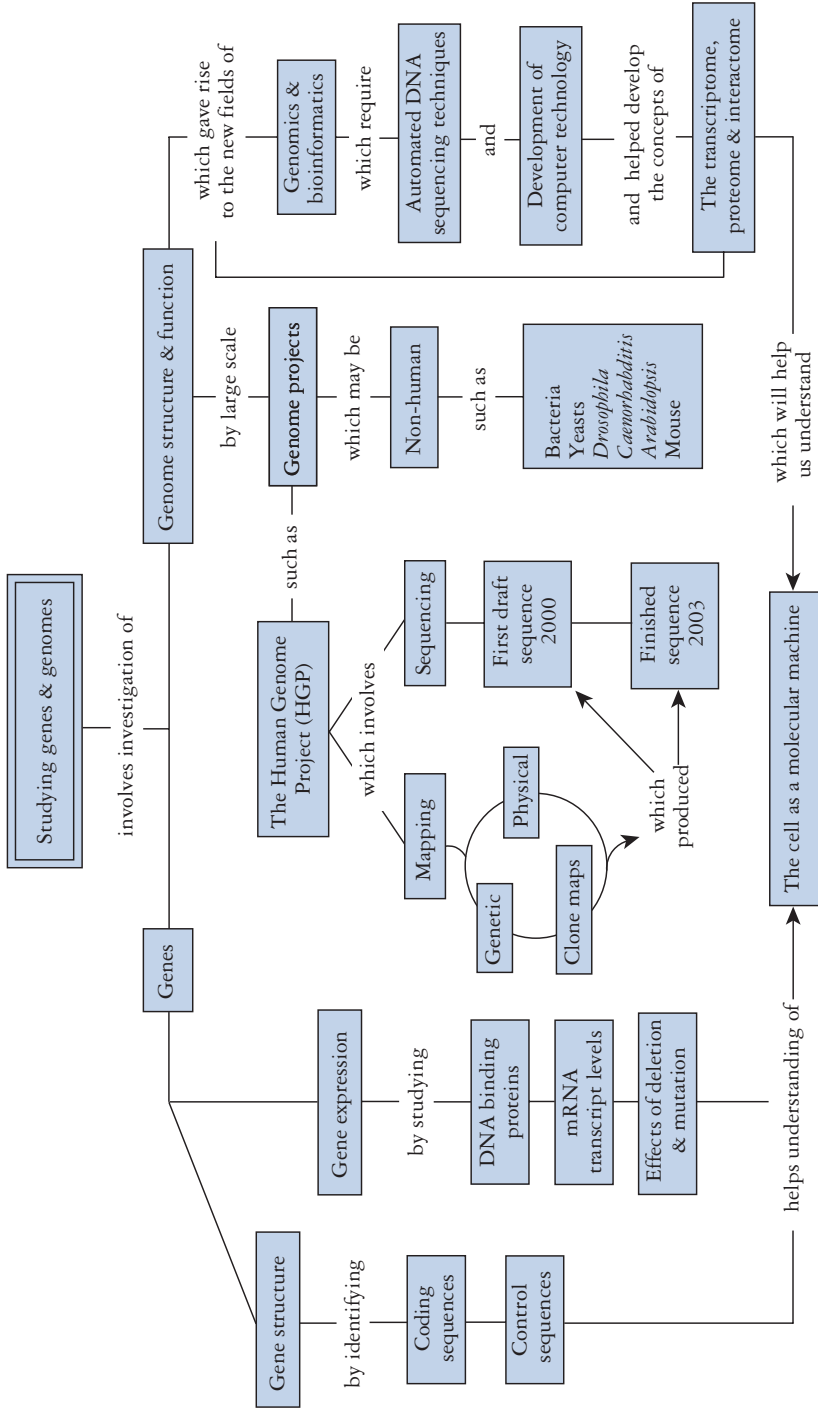 Studying genes & genomes
involves investigation of
Genes
Genome structure & function
Gene structure
by identifying
Coding
sequences
Control
sequences
Gene expression
by studying
DNA binding
proteins
mRNA
transcript levels
Effects of deletion
& mutation
helps understanding of
by large scale
Genome projects
such as
The Human Genome
Project (HGP)
which involves
Mapping
Genetic
Physical
Clone maps
which
produced
Sequencing
First draft
sequence
2000
Finished
sequence
2003
which may be
Non-human
such as
Bacteria
Yeasts
Drosophila
Caenorhabditis
Arabidopsis
Mouse
which gave rise
to the new fields of
Genomics &
bioinformatics
which require
Automated DNA
sequencing techniques
and
Development of
computer technology
and helped develop
the concepts of
The transcriptome,
proteome & interactome
which will help
us understand
The cell as a molecular machine